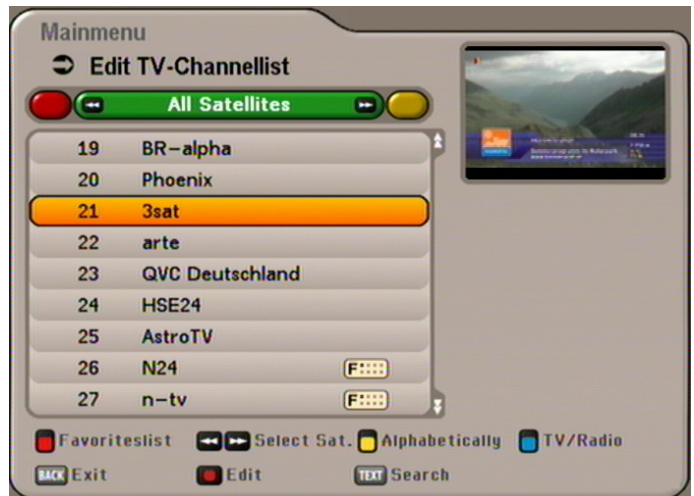 Mainmenu
Edit TV-Channellist
All Satellites
19 BR-alpha
20 Phoenix
21 3sat
22 arte
23 QVC Deutschland
24 HSE24
25 AstroTV
26 N24 F
27 n-tv F
Favoriteslist Select Sat. Alphabetically TV/Radio
BACK Exit Edit TEXT Search